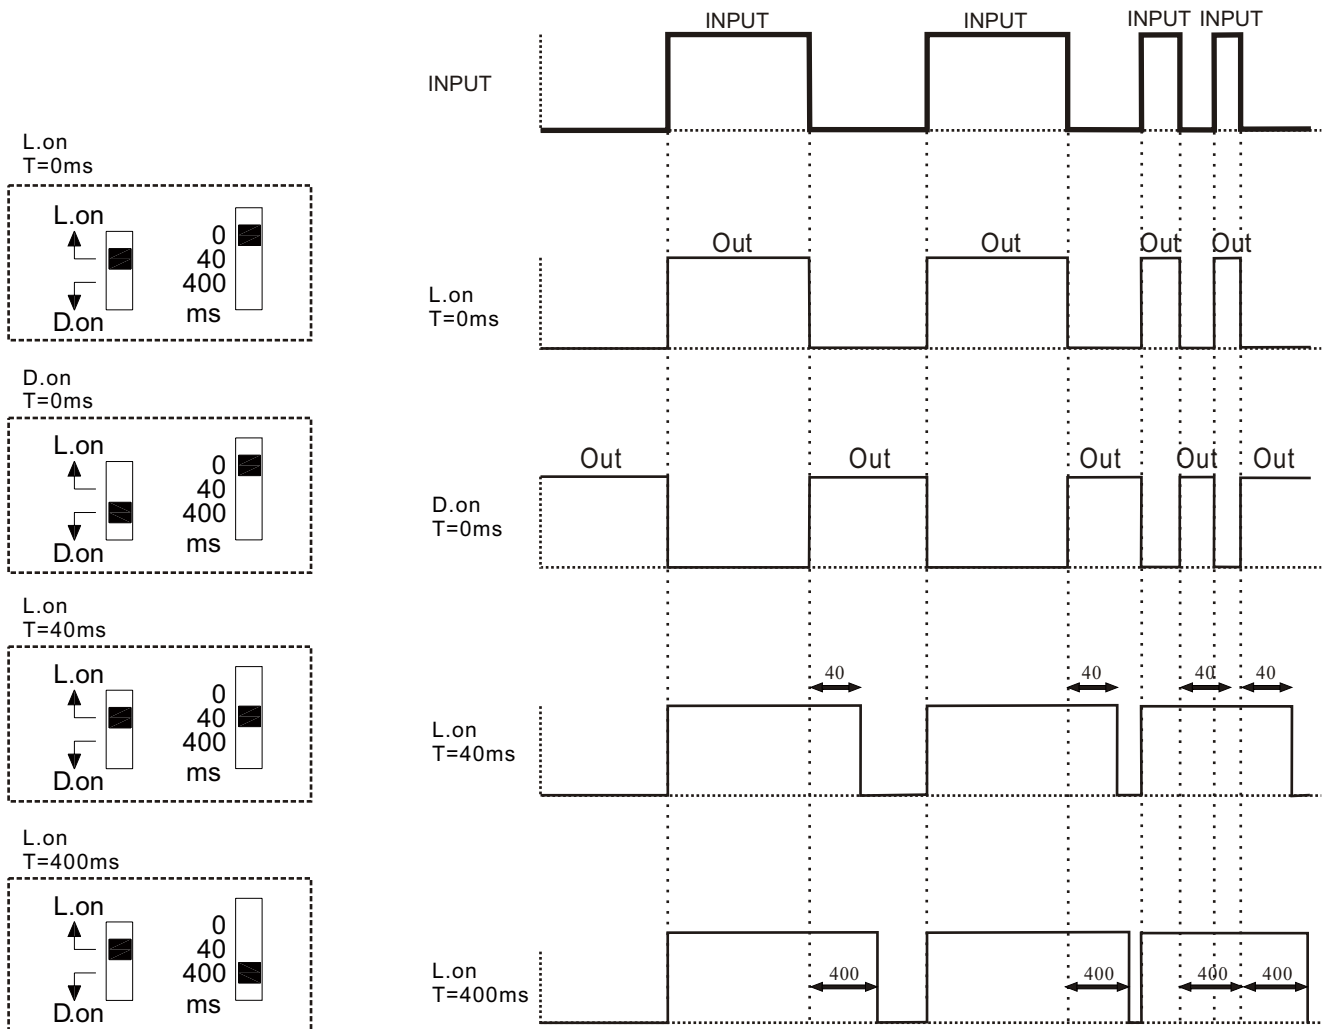 INPUT INPUT INPUT INPUT
INPUT
L.on
T=0ms
L.on
D.on
0
40
400
ms
L.on
T=0ms
Out Out Out Out
D.on
T=0ms
L.on
D.on
0
40
400
ms
D.on
T=0ms
Out Out Out Out Out
L.on
T=40ms
L.on
D.on
0
40
400
ms
L.on
T=40ms
40 40 40 40
L.on
T=400ms
L.on
D.on
0
40
400
ms
L.on
T=400ms
400 400 400 400